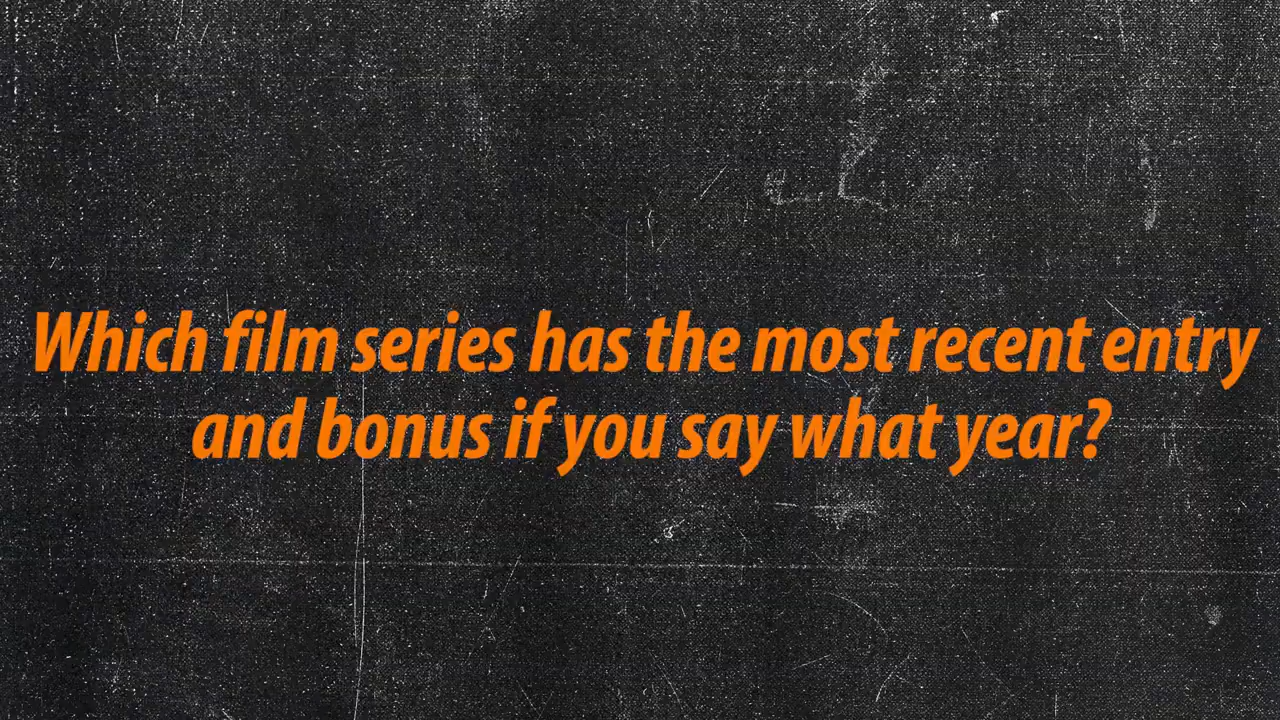 Which film series has the most recent entry
and bonus if you say what year?